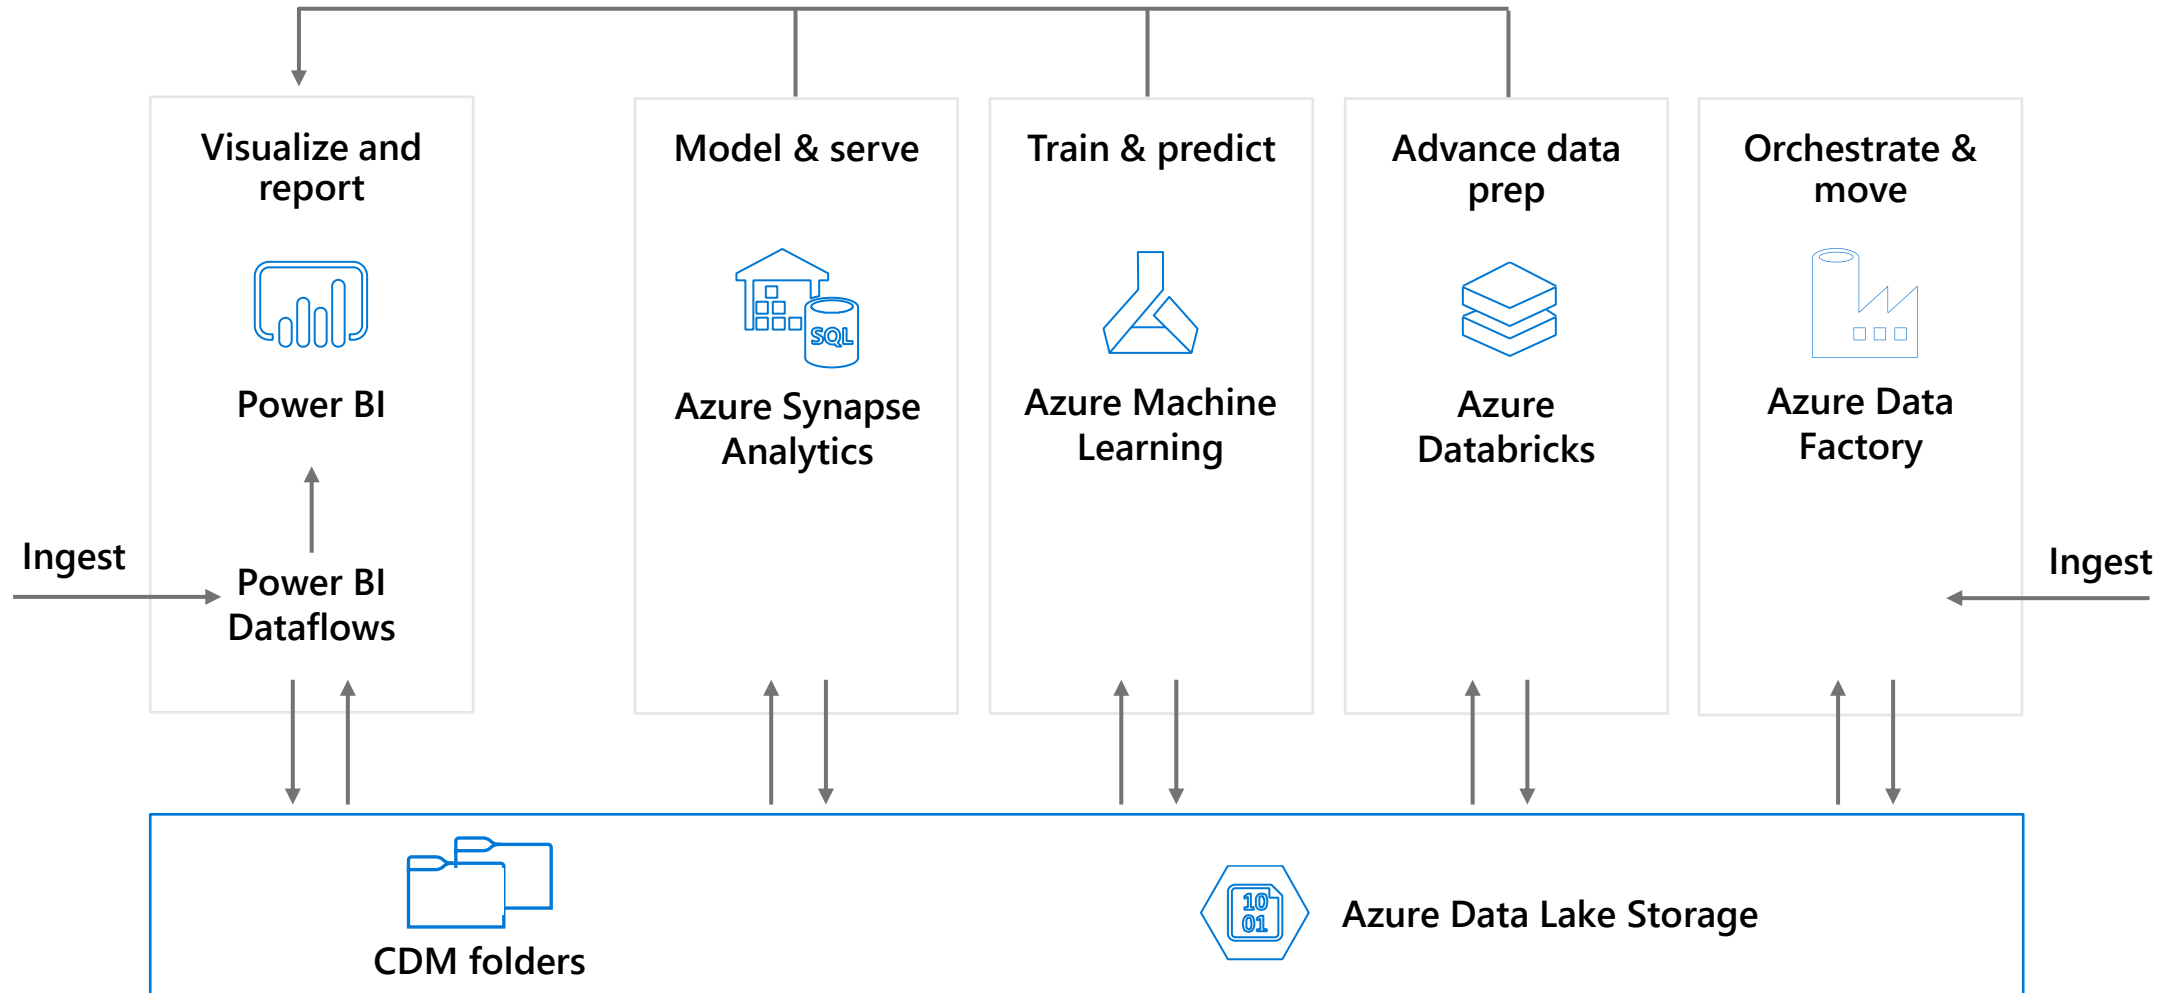 Visualize and
report
Power BI
Ingest
Power BI
Dataflows
Model & serve
SQL
Azure Synapse
Analytics
Train & predict
Azure Machine
Learning
Advance data
prep
Azure
Databricks
Orchestrate &
move
Azure Data
Factory
Ingest
CDM folders
10
01
Azure Data Lake Storage